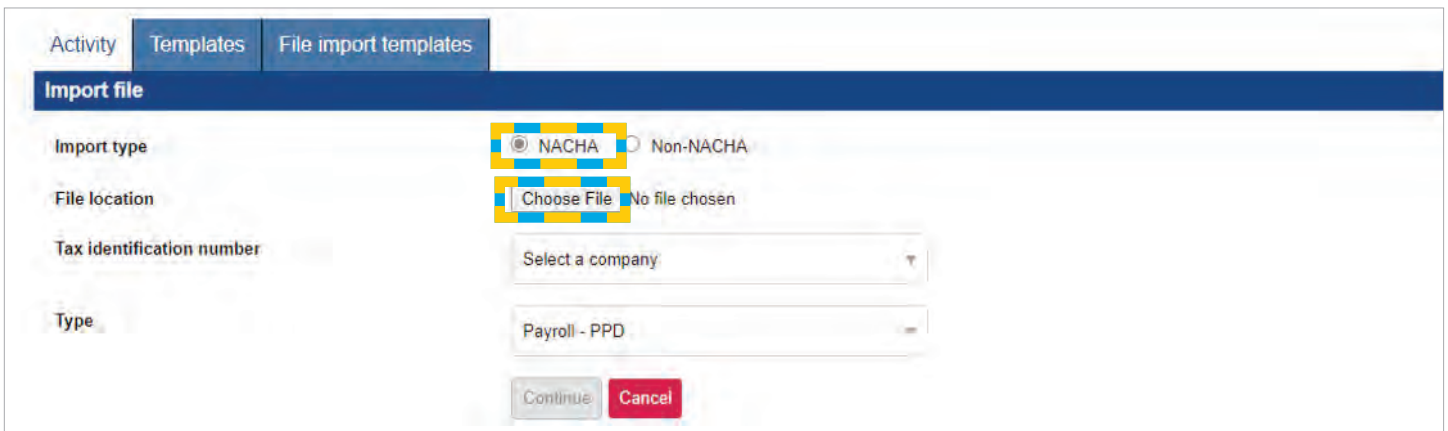 Activity Templates File import templates
Import file
Import type NACHA Non-NACHA
File location Choose File No file chosen
Tax identification number Select a company
Type Payroll - PPD
Continue Cancel